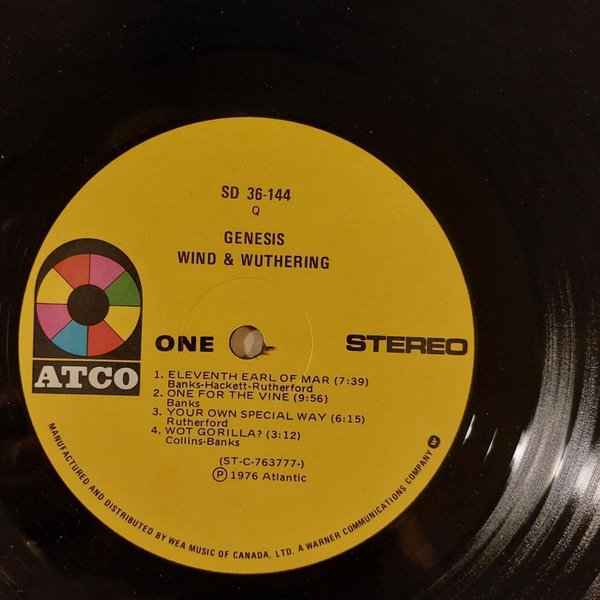 SD 36-144
Q
GENESIS
WIND & WUTHERING
ONE
STEREO
ATCO
1. ELEVENTH EARL OF MAR (7:39)
Banks-Hackett-Rutherford
2. ONE FOR THE VINE (9:56)
Banks
3. YOUR OWN SPECIAL WAY (6:15)
Rutherford
4. WOT GORILLA? (3:12)
Collins-Banks
(ST-C-763777-)
Ⓟ 1976 Atlantic
MANUFACTURED AND DISTRIBUTED BY WEA MUSIC OF CANADA, LTD. A WARNER COMMUNICATIONS COMPANY